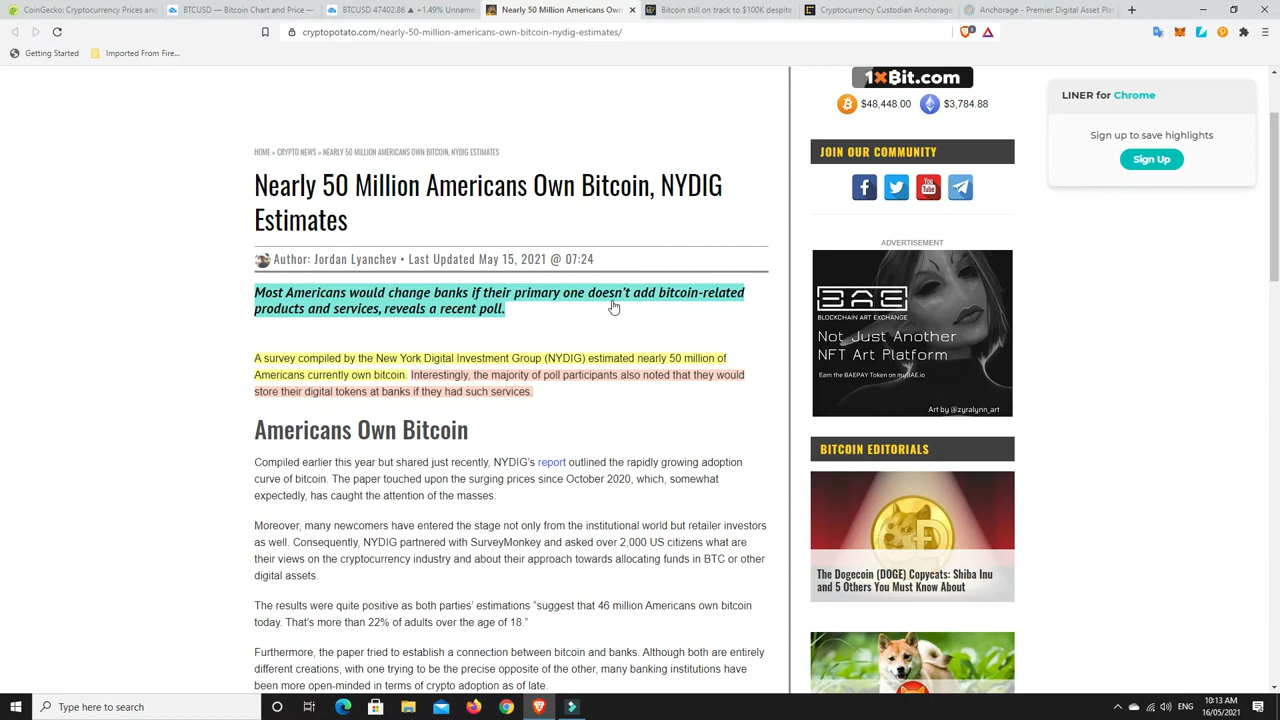 CoinGecko: Cryptocurrency Prices and
BTCUSD — Bitcoin Chart and Price —
BTCUSD 47402.86 ▲ +1.49% Unname
Nearly 50 Million Americans Own
Bitcoin still on track to $100K despite
Cryptocurrency Custodian Anchorage
Anchorage - Premier Digital Asset Plat
cryptopotato.com/nearly-50-million-americans-own-bitcoin-nydig-estimates/
Getting Started
Imported From Fire...
1xBit.com
$48,448.00
$3,784.88
LINER for Chrome
Sign up to save highlights
Sign Up
HOME » CRYPTO NEWS » NEARLY 50 MILLION AMERICANS OWN BITCOIN, NYDIG ESTIMATES
JOIN OUR COMMUNITY
Nearly 50 Million Americans Own Bitcoin, NYDIG
Estimates
You
Tube
Author: Jordan Lyanchev • Last Updated May 15, 2021 @ 07:24
ADVERTISEMENT
Most Americans would change banks if their primary one doesn't add bitcoin-related
products and services, reveals a recent poll.
BAE
BLOCKCHAIN ART EXCHANGE
Not Just Another
NFT Art Platform
Earn the BAEPAY Token on myBAE.io
Art by @zyralynn_art
A survey compiled by the New York Digital Investment Group (NYDIG) estimated nearly 50 million of
Americans currently own bitcoin. Interestingly, the majority of poll participants also noted that they would
store their digital tokens at banks if they had such services.
Americans Own Bitcoin
BITCOIN EDITORIALS
Compiled earlier this year but shared just recently, NYDIG's report outlined the rapidly growing adoption
curve of bitcoin. The paper touched upon the surging prices since October 2020, which, somewhat
expectedly, has caught the attention of the masses.
Moreover, many newcomers have entered the stage not only from the institutional world but retailer investors
as well. Consequently, NYDIG partnered with SurveyMonkey and asked over 2,000 US citizens what are
their views on the cryptocurrency industry and about their approach towards allocating funds in BTC or other
digital assets.
The Dogecoin (DOGE) Copycats: Shiba Inu
and 5 Others You Must Know About
The results were quite positive as both parties' estimations "suggest that 46 million Americans own bitcoin
today. That's more than 22% of adults over the age of 18."
Furthermore, the paper tried to establish a connection between bitcoin and banks. Although both are entirely
different creations, with one trying to be the precise opposite of the other, many banking institutions have
been more open-minded in terms of crypto adoption as of late.
Type here to search
ENG
10:13 AM
16/05/2021